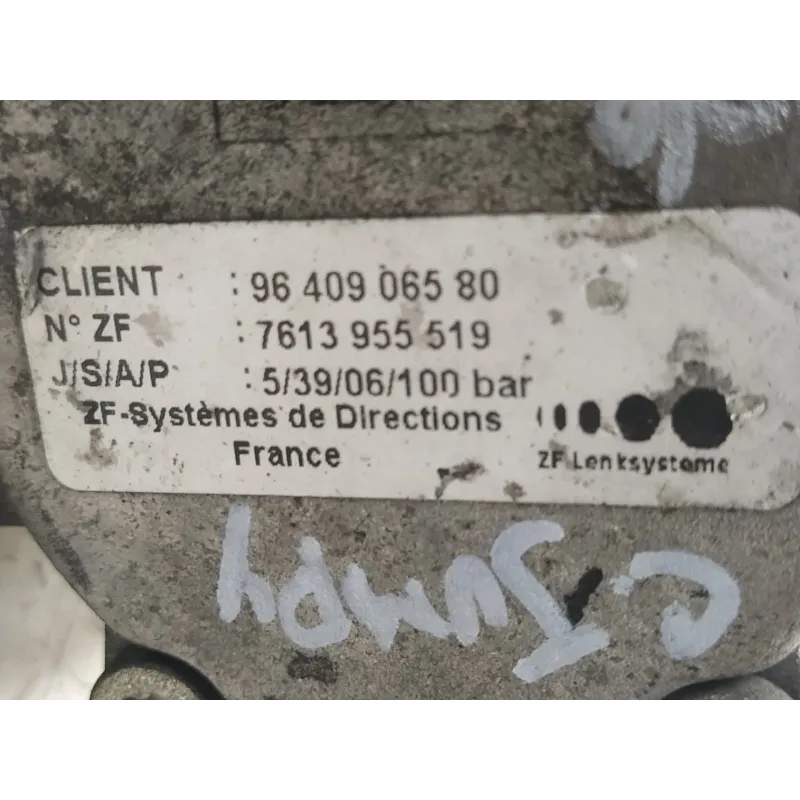 CLIENT : 96 409 065 80
N° ZF : 7613 955 519
J/S/A/P : 5/39/06/100 bar
ZF-Systèmes de Directions
France
ZF Lenksysteme
C.JUMPY